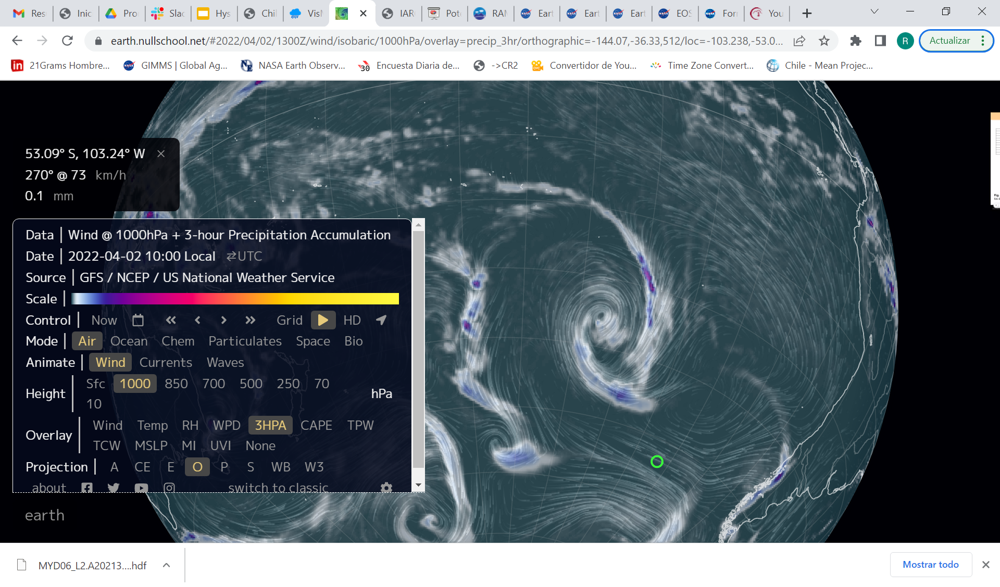 Res
Inic
Pro
Slac
Hys
Chil
Vis
IAR
Pot
RAN
Eart
Eart
Eart
EOS
For
You
earth.nullschool.net/#2022/04/02/1300Z/wind/isobaric/1000hPa/overlay=precip_3hr/orthographic=-144.07,-36.33,512/loc=-103.238,-53.0...
R
Actualizar
in 21Grams Hombre...
GIMMS | Global Ag...
NASA Earth Observ...
30 Encuesta Diaria de...
->CR2
Convertidor de You...
Time Zone Convert...
Chile - Mean Projec...
53.09° S, 103.24° W ×
270° @ 73 km/h
0.1 mm
Data | Wind @ 1000hPa + 3-hour Precipitation Accumulation
Date | 2022-04-02 10:00 Local ⇄UTC
Source | GFS / NCEP / US National Weather Service
Scale |
Control | Now « ‹ › » Grid HD
Mode | Air Ocean Chem Particulates Space Bio
Animate | Wind Currents Waves
Height | Sfc 1000 850 700 500 250 70 10 hPa
Overlay | Wind Temp RH WPD 3HPA CAPE TPW
TCW MSLP MI UVI None
Projection | A CE E O P S WB W3
about switch to classic
earth
MYD06_L2.A20213....hdf
Mostrar todo